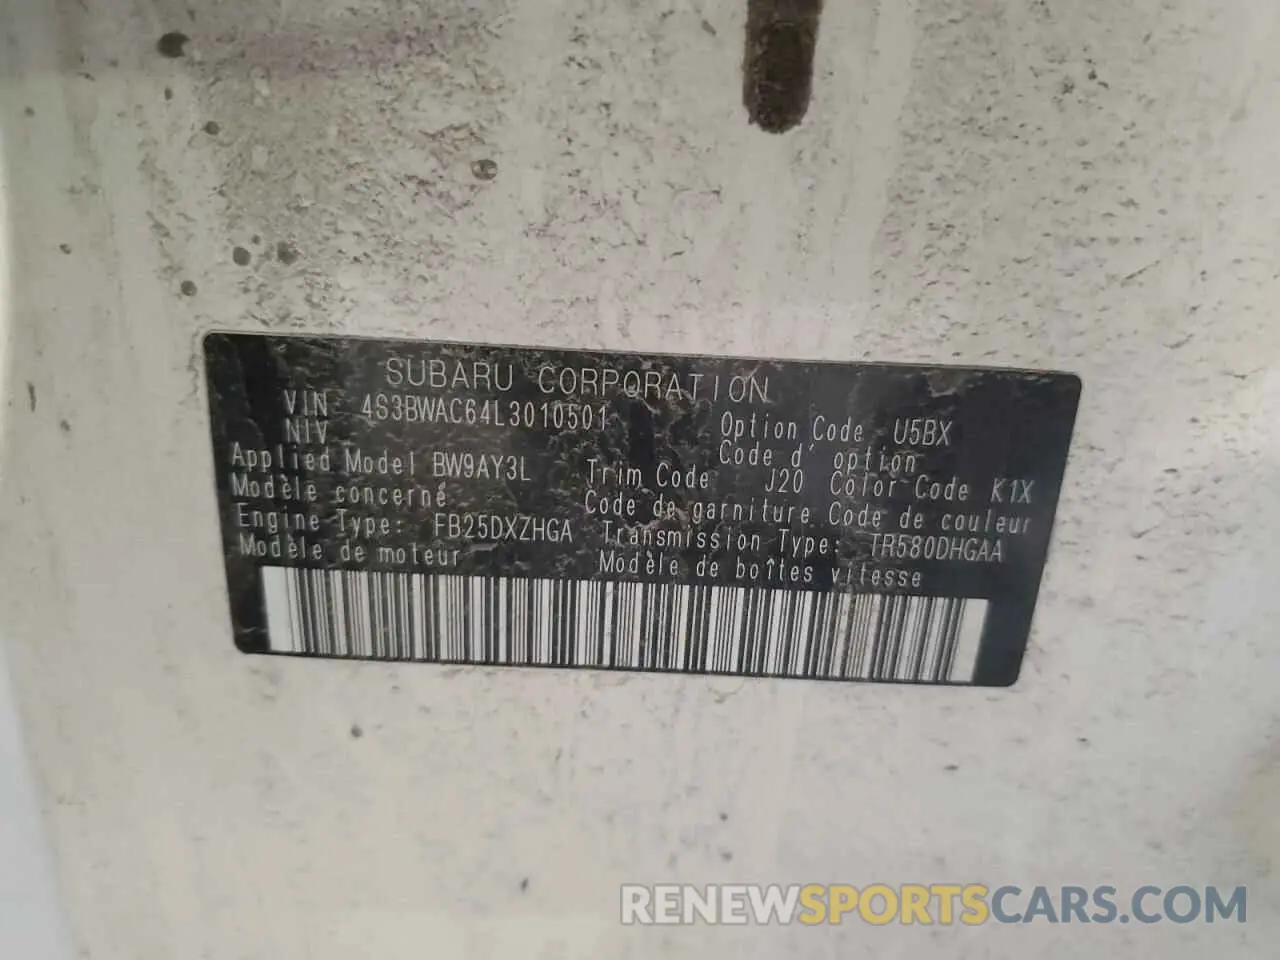 SUBARU CORPORATION
VIN 4S3BWAC64L3010501
NIV
Option Code U5BX
Code d' option
Applied Model BW9AY3L
Modèle concerné
Trim Code J20 Color Code K1X
Code de garniture Code de couleur
Engine Type: FB25DXZHGA
Modèle de moteur
Transmission Type: TR580DHGAA
Modèle de boîtes vitesse
RENEWSPORTSCARS.COM